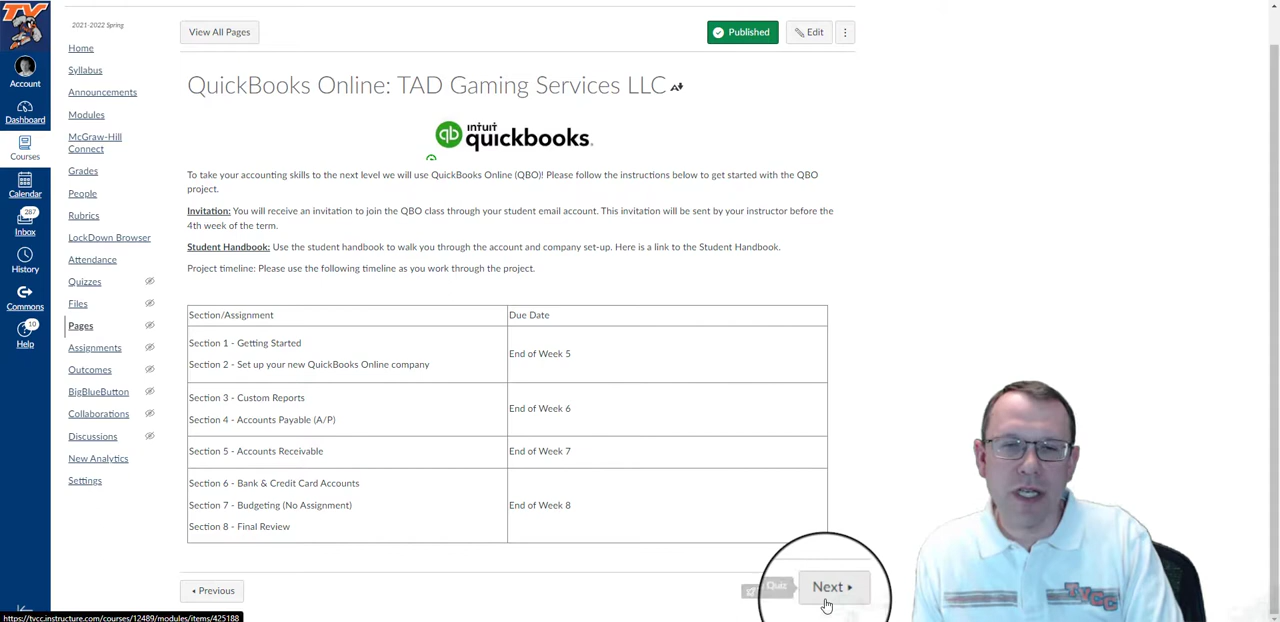 TV
Account
Dashboard
Courses
Calendar
287
Inbox
History
Commons
10
Help
2021-2022 Spring
Home
Syllabus
Announcements
Modules
McGraw-Hill
Connect
Grades
People
Rubrics
LockDown Browser
Attendance
Quizzes
Files
Pages
Assignments
Outcomes
BigBlueButton
Collaborations
Discussions
New Analytics
Settings
View All Pages
Published
Edit
QuickBooks Online: TAD Gaming Services LLC
qb intuit quickbooks.
To take your accounting skills to the next level we will use QuickBooks Online (QBO)! Please follow the instructions below to get started with the QBO
project.
Invitation: You will receive an invitation to join the QBO class through your student email account. This invitation will be sent by your instructor before the
4th week of the term.
Student Handbook: Use the student handbook to walk you through the account and company set-up. Here is a link to the Student Handbook.
Project timeline: Please use the following timeline as you work through the project.
Section/Assignment Due Date
Section 1 - Getting Started
Section 2 - Set up your new QuickBooks Online company
End of Week 5
Section 3 - Custom Reports
Section 4 - Accounts Payable (A/P)
End of Week 6
Section 5 - Accounts Receivable
End of Week 7
Section 6 - Bank & Credit Card Accounts
Section 7 - Budgeting (No Assignment)
Section 8 - Final Review
End of Week 8
Previous
Quiz
Next
https://tvcc.instructure.com/courses/12489/modules/items/425188
TVCC